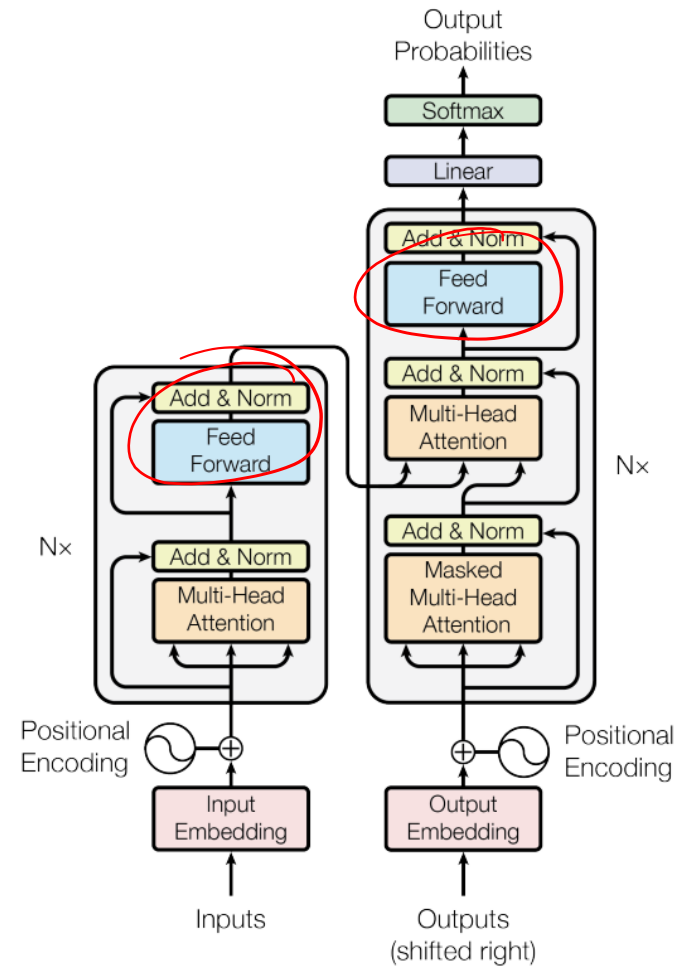 Output
Probabilities
Softmax
Linear
Add & Norm
Feed
Forward
Add & Norm
Multi-Head
Attention
Add & Norm
Masked
Multi-Head
Attention
Nx
Add & Norm
Feed
Forward
Add & Norm
Multi-Head
Attention
Nx
Positional
Encoding
Positional
Encoding
Input
Embedding
Output
Embedding
Inputs
Outputs
(shifted right)